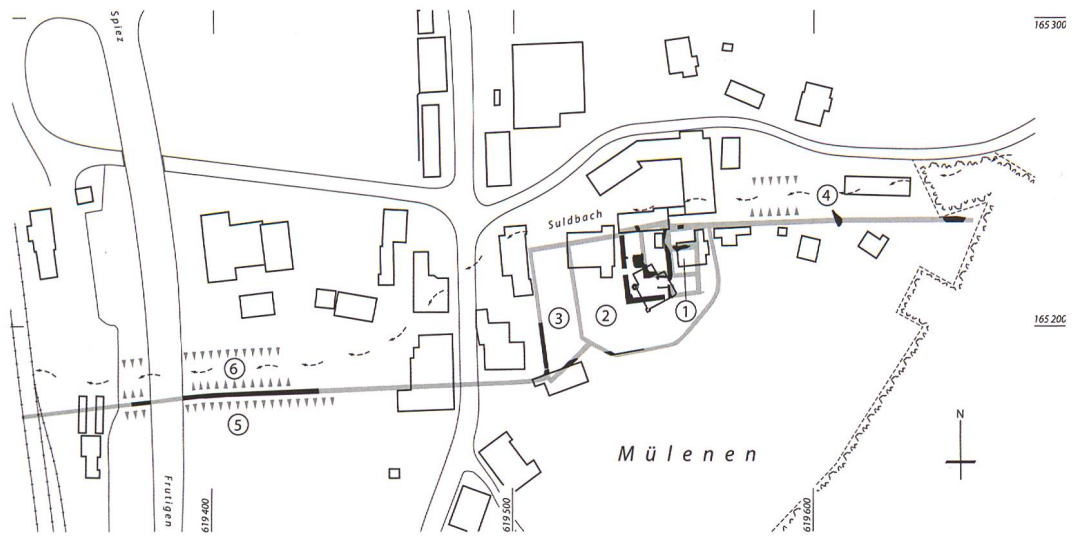 Spiez
165 300
④
Suldbach
③
②
①
165 200
⑥
⑤
Mülenen
N
Frutigen
619 400
619 500
619 600